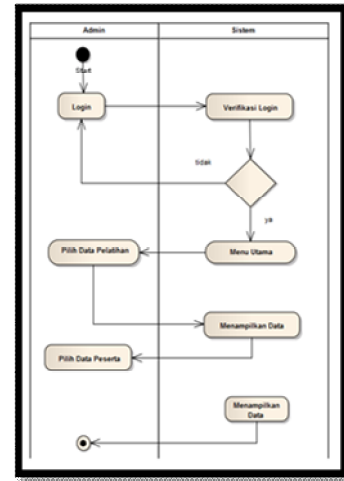 Admin
Sistem
Start
Login
Verifikasi Login
tidak
ya
Pilih Data Pelatihan
Menu Utama
Menampilkan Data
Pilih Data Peserta
Menampilkan
Data